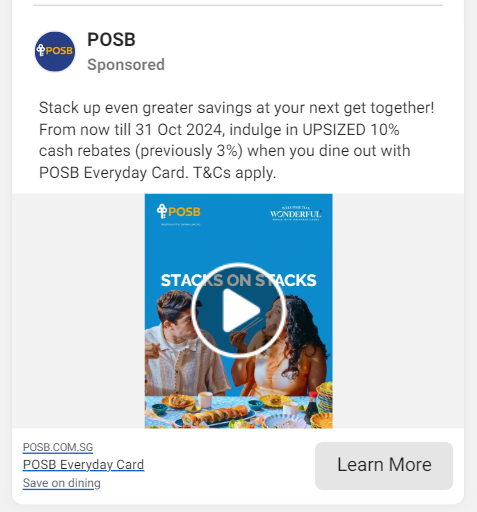 POSB
POSB
Sponsored
Stack up even greater savings at your next get together!
From now till 31 Oct 2024, indulge in UPSIZED 10%
cash rebates (previously 3%) when you dine out with
POSB Everyday Card. T&Cs apply.
POSB
WONDERFUL
STACKS ON STACKS
POSB.COM.SG
POSB Everyday Card
Save on dining
Learn More